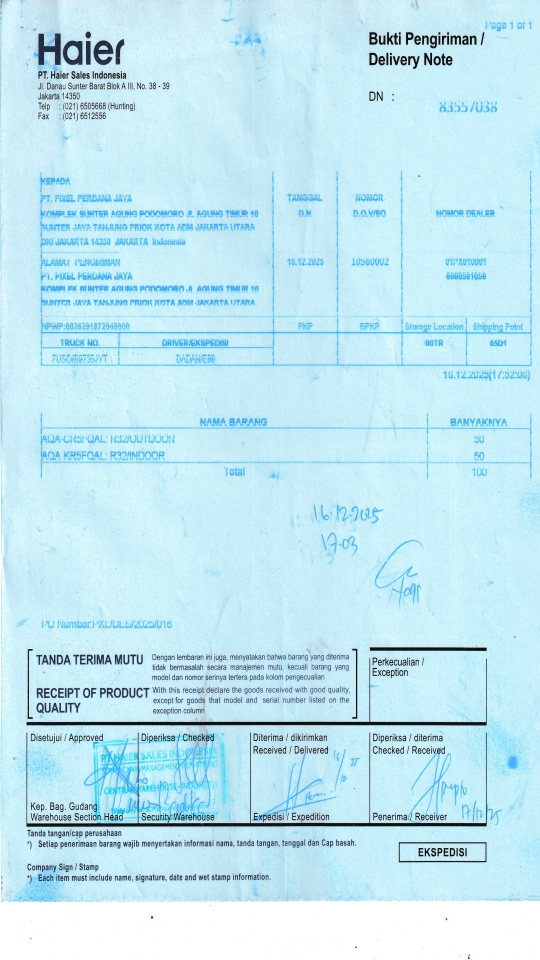 Page 1 of 1
Haier
Bukti Pengiriman /
Delivery Note
PT. Haier Sales Indonesia
Jl. Danau Sunter Barat Blok A III, No. 38 - 39
Jakarta 14350
Telp : (021) 6505668 (Hunting)
Fax : (021) 6512556
DN :
83557038
KEPADA
PT. PIXEL PERDANA JAYA
TANGGAL
NOMOR
KOMPLEK SUNTER AGUNG PODOMORO JL AGUNG TIMUR 10
D.N
D.O./SO
NOMOR DEALER
SUNTER JAYA TANJUNG PRIOK KOTA ADM JAKARTA UTARA
DKI JAKARTA 14350 JAKARTA Indonesia
ALAMAT PENGIRIMAN
16.12.2025
PT. PIXEL PERDANA JAYA
KOMPLEK SUNTER AGUNG PODOMORO JL AGUNG TIMUR 10
SUNTER JAYA TANJUNG PRIOK KOTA ADM JAKARTA UTARA
PKP
BPKP
Storage Location
Shipping Point
TRUCK NO.
DRIVER/EKSPEDISI
16.12.2025(17:52:06)
NAMA BARANG
BANYAKNYA
AQA-CR5FQAL: R32/OUTDOOR
50
AQA-KR5FQAL: R32/INDOOR
50
Total
100
16-12-2025
17-03
TANDA TERIMA MUTU
Dengan lembaran ini juga, menyatakan bahwa barang yang diterima
tidak bermasalah secara manajemen mutu, kecuali barang yang
model dan nomor serinya tertera pada kolom pengecualian
RECEIPT OF PRODUCT
QUALITY
With this receipt declare the goods received with good quality,
except for goods that model and serial number listed on the
exception column
Perkecualian /
Exception
Disetujui / Approved
Diperiksa / Checked
Diterima / dikirimkan
Received / Delivered
Diperiksa / diterima
Checked / Received
PT HAIER SALES INDONESIA
Kep. Bag. Gudang
Warehouse Section Head
Security Warehouse
Expedisi / Expedition
Penerima / Receiver
17/12/25
Tanda tangan/cap perusahaan
*) Setiap penerimaan barang wajib menyertakan informasi nama, tanda tangan, tanggal dan Cap basah.
EKSPEDISI
Company Sign / Stamp
*) Each item must include name, signature, date and wet stamp information.